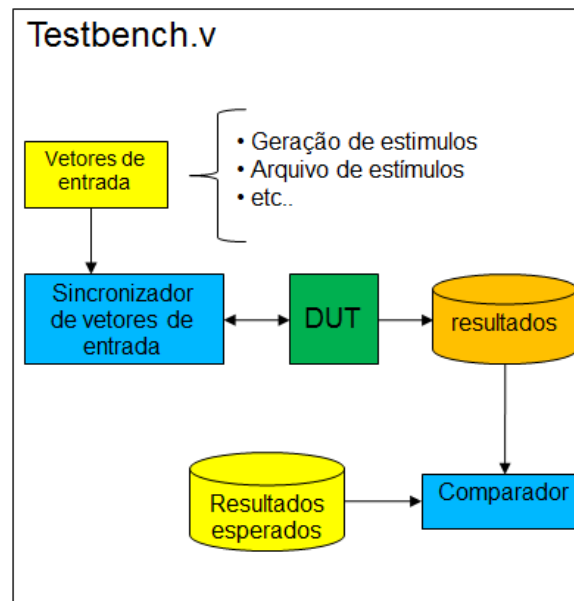 Testbench.v
Vetores de
entrada
• Geração de estimulos
• Arquivo de estímulos
• etc..
Sincronizador
de vetores de
entrada
DUT
resultados
Resultados
esperados
Comparador